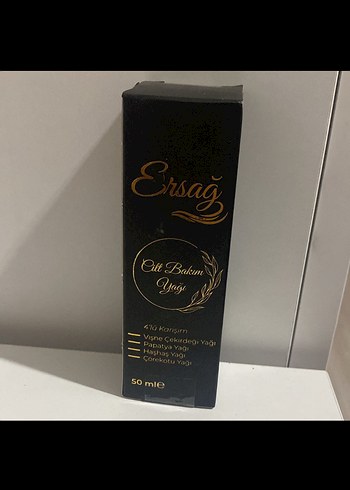 Ersağ
Cilt Bakım
Yağı
4'lü Karışım
Vişne Çekirdeği Yağı
Papatya Yağı
Haşhaş Yağı
Çörekotu Yağı
50 ml ℮